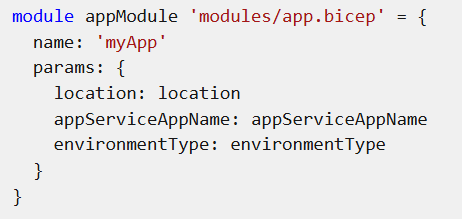 module appModule 'modules/app.bicep' = {
  name: 'myApp'
  params: {
    location: location
    appServiceAppName: appServiceAppName
    environmentType: environmentType
  }
}